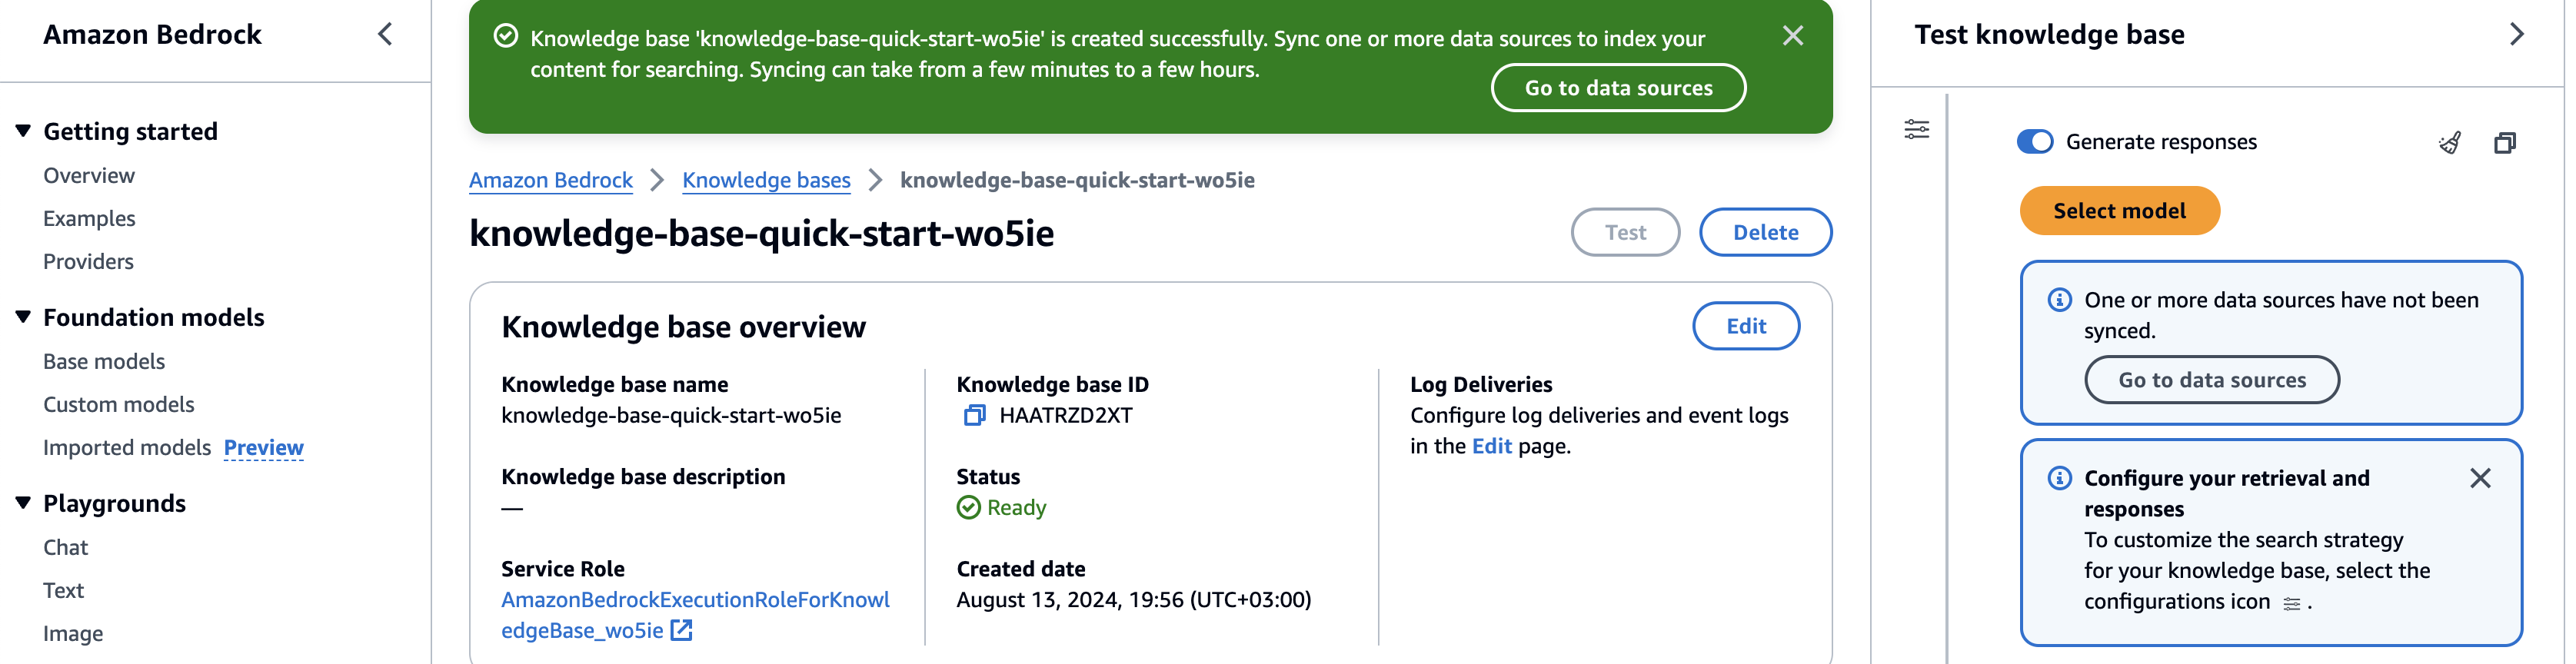 Amazon Bedrock
Getting started
Overview
Examples
Providers
Foundation models
Base models
Custom models
Imported models Preview
Playgrounds
Chat
Text
Image
Knowledge base 'knowledge-base-quick-start-wo5ie' is created successfully. Sync one or more data sources to index your
content for searching. Syncing can take from a few minutes to a few hours.
Go to data sources
Amazon Bedrock Knowledge bases knowledge-base-quick-start-wo5ie
knowledge-base-quick-start-wo5ie
Test Delete
Knowledge base overview
Edit
Knowledge base name
knowledge-base-quick-start-wo5ie
Knowledge base description
—
Service Role
AmazonBedrockExecutionRoleForKnowl
edgeBase_wo5ie
Knowledge base ID
HAATRZD2XT
Status
Ready
Created date
August 13, 2024, 19:56 (UTC+03:00)
Log Deliveries
Configure log deliveries and event logs
in the Edit page.
Test knowledge base
Generate responses
Select model
One or more data sources have not been
synced.
Go to data sources
Configure your retrieval and
responses
To customize the search strategy
for your knowledge base, select the
configurations icon .